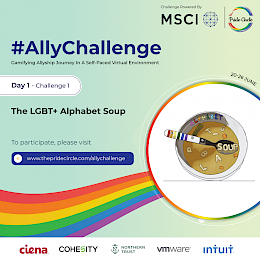 Challenge Powered By
MSCI
Pride Circle
#AllyChallenge
Gamifying Allyship Journey In A Self-Paced Virtual Environment
Day 1 - Challenge 1
20-26 JUNE
The LGBT+ Alphabet Soup
SOUP
To participate, please visit
www.thepridecircle.com/allychallenge
ciena
COHESITY
NORTHERN
TRUST
vmware
INTUIT